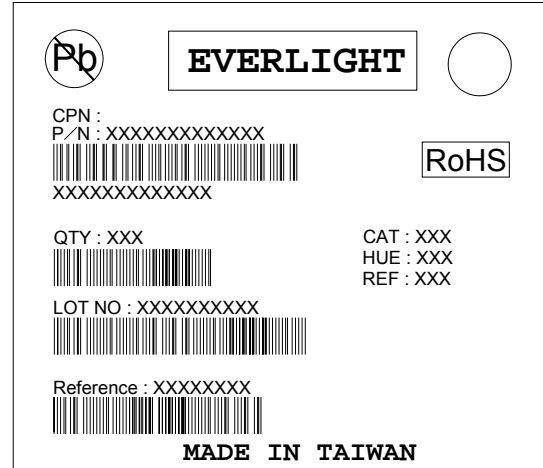 Pb
EVERLIGHT
CPN :
P/N : XXXXXXXXXXXXX
XXXXXXXXXXXXX
RoHS
QTY : XXX
CAT : XXX
HUE : XXX
REF : XXX
LOT NO : XXXXXXXXXX
Reference : XXXXXXXX
MADE IN TAIWAN